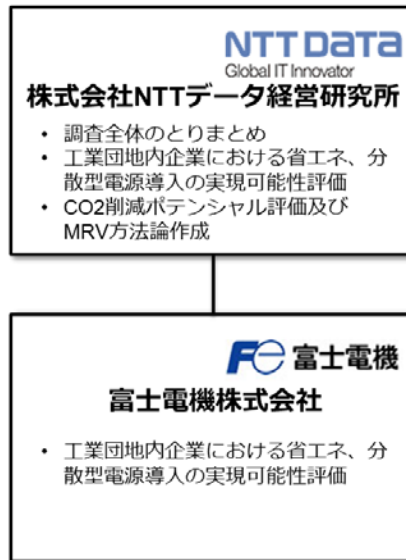 NTT DATA
Global IT Innovator
株式会社NTTデータ経営研究所
• 調査全体のとりまとめ
• 工業団地内企業における省エネ、分
散型電源導入の実現可能性評価
• CO2削減ポテンシャル評価及び
MRV方法論作成
Fe 富士電機
富士電機株式会社
• 工業団地内企業における省エネ、分
散型電源導入の実現可能性評価